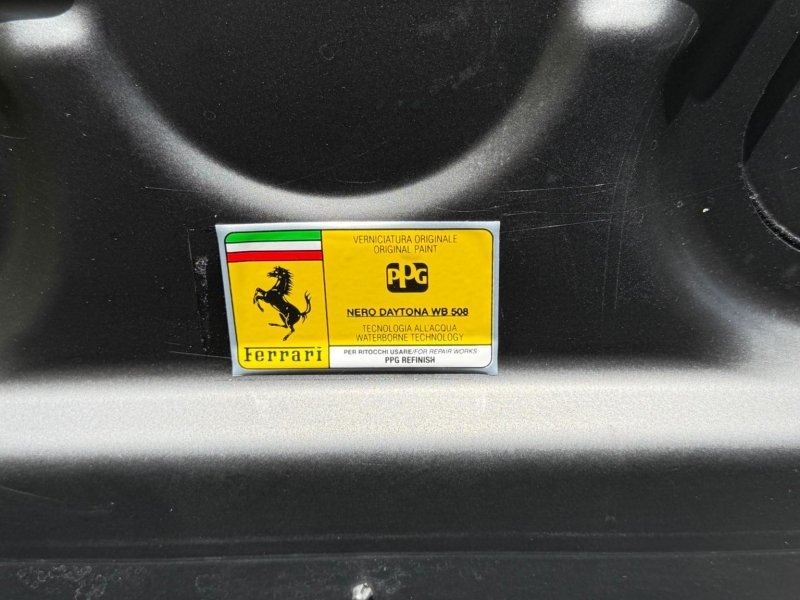 VERNICIATURA ORIGINALE
ORIGINAL PAINT
PPG
NERO DAYTONA WB 508
TECNOLOGIA ALL'ACQUA
WATERBORNE TECHNOLOGY
Ferrari
PER RITOCCHI USARE/FOR REPAIR WORKS
PPG REFINISH